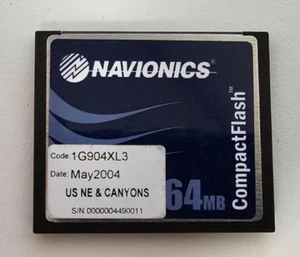 NAVIONICS
CompactFlash
Code: 1G904XL3
Date: May2004
US NE & CANYONS
S/N 0000004490011
64MB